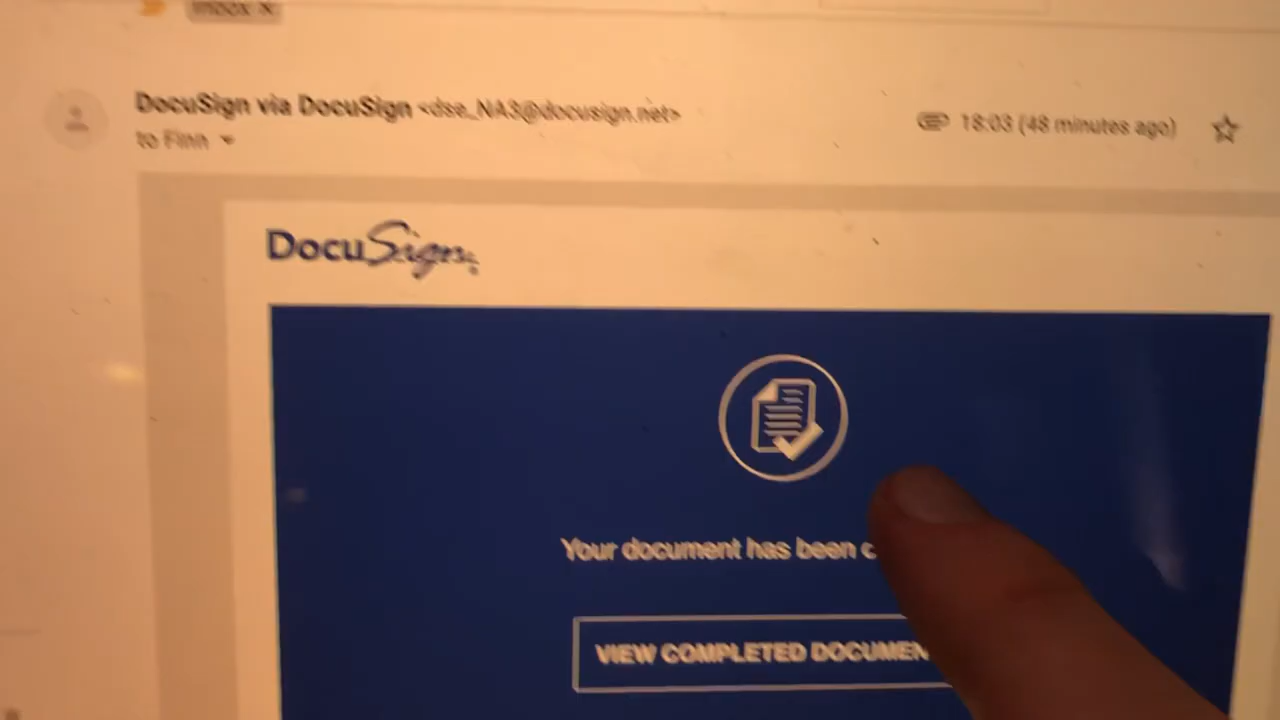 Inbox ×
DocuSign via DocuSign <dse_NA3@docusign.net>
18:03 (48 minutes ago)
to Finn
DocuSign
Your document has been
VIEW COMPLETED